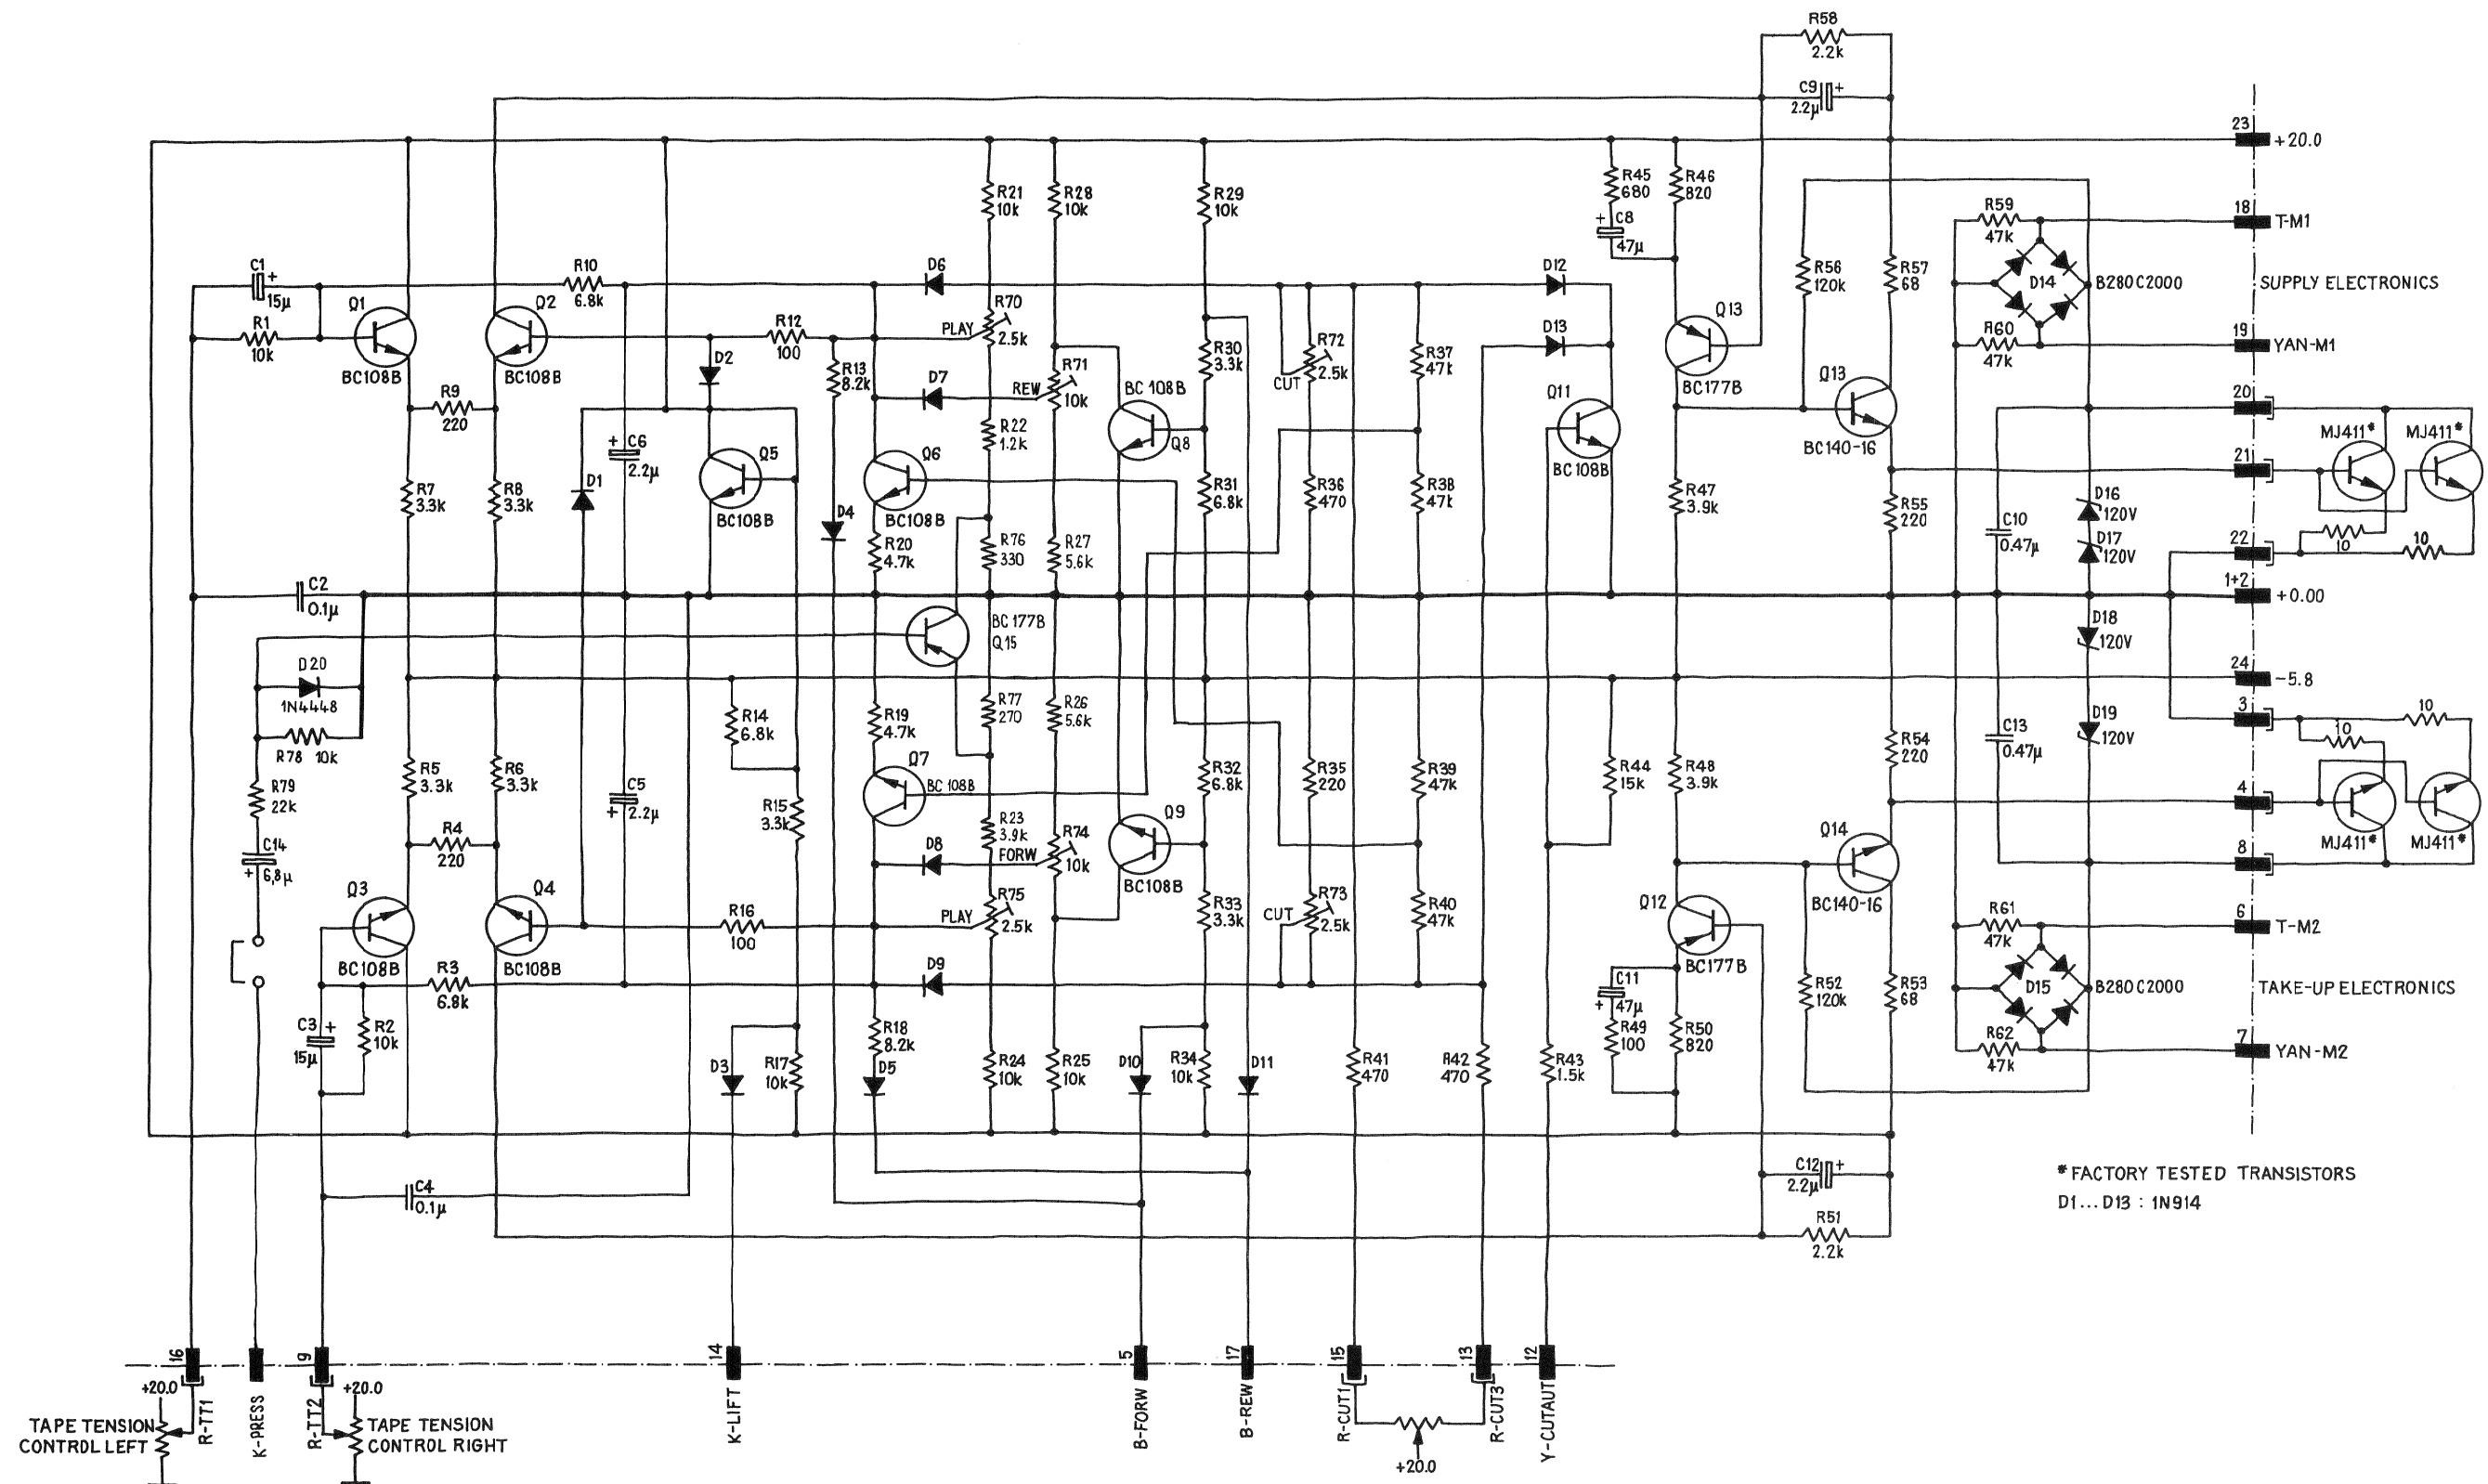 R58
2.2k
C9
2.2µ
+
23
+20.0
R21
10k
R28
10k
R29
10k
R45
680
R46
820
+
C8
47µ
R59
47k
18
T-M1
C1
+
15µ
R10
6.8k
D6
D12
R56
120k
R57
68
D14
B280C2000
SUPPLY ELECTRONICS
Q1
Q2
R1
10k
R12
100
PLAY
R70
2.5k
D13
Q13
R60
47k
19
YAN-M1
BC108B
BC108B
D2
R13
8.2k
D7
REW
R71
10k
R30
3.3k
R72
2.5k
CUT
R37
47k
BC177B
Q13
R9
220
BC 108B
Q8
Q11
BC108B
BC140-16
20
MJ411*
MJ411*
R22
1.2k
+
C6
2.2µ
Q5
Q6
21
D1
R7
3.3k
R8
3.3k
BC108B
D4
BC108B
R31
6.8k
R36
470
R38
47k
R47
3.9k
R55
220
D16
120V
C10
0.47µ
R20
4.7k
R76
330
R27
5.6k
D17
120V
22
10
10
C2
0.1µ
1+2
+0.00
BC 177B
Q15
D18
120V
D20
1N4448
24
-5.8
R78
10k
R14
6.8k
R19
4.7k
R77
270
R26
5.6k
D19
120V
3
10
10
C13
0.47µ
R54
220
R79
22k
R5
3.3k
R6
3.3k
C5
+
2.2µ
R15
3.3k
Q7
BC 108B
R32
6.8k
R35
220
R39
47k
R44
15k
R48
3.9k
4
C14
+
6,8µ
R4
220
R23
3.9k
R74
10k
Q9
Q14
MJ411*
MJ411*
8
D8
FORW
BC108B
BC140-16
Q3
Q4
R16
100
PLAY
R75
2.5k
R33
3.3k
CUT
R73
2.5k
R40
47k
Q12
R61
47k
6
T-M2
BC108B
R3
6.8k
BC108B
D9
BC177B
C11
+
47µ
R52
120k
R53
68
D15
B280C2000
TAKE-UP ELECTRONICS
C3
+
15µ
R2
10k
R18
8.2k
R49
100
R50
820
R62
47k
7
YAN-M2
D3
R17
10k
D5
R24
10k
R25
10k
D10
R34
10k
D11
R41
470
R42
470
R43
1.5k
C4
0.1µ
C12
+
2.2µ
R51
2.2k
*FACTORY TESTED TRANSISTORS
D1...D13 : 1N914
16
9
14
5
17
15
13
12
+20.0
R-TT1
K-PRESS
R-TT2
+20.0
K-LIFT
B-FORW
B-REW
R-CUT1
R-CUT3
Y-CUTAUT
TAPE TENSION
CONTROL LEFT
TAPE TENSION
CONTROL RIGHT
+20.0